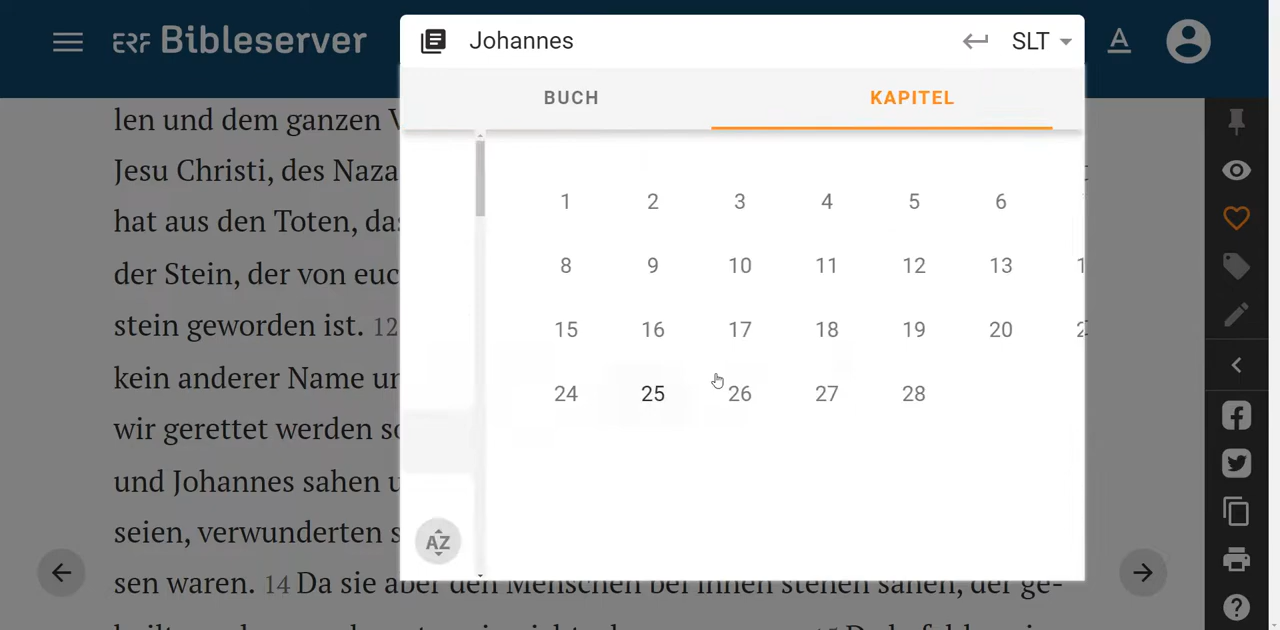 ERF Bibleserver
Johannes
SLT
A
BUCH
KAPITEL
1 2 3 4 5 6
8 9 10 11 12 13
15 16 17 18 19 20
24 25 26 27 28
AZ
len und dem ganzen
Jesu Christi, des Naza
hat aus den Toten, da
der Stein, der von euc
stein geworden ist. 12
kein anderer Name
wir gerettet werden
und Johannes sahen
seien, verwunderten
sen waren. 14 Da sie aber den Menschen bei ihnen stehen sahen, der ge-